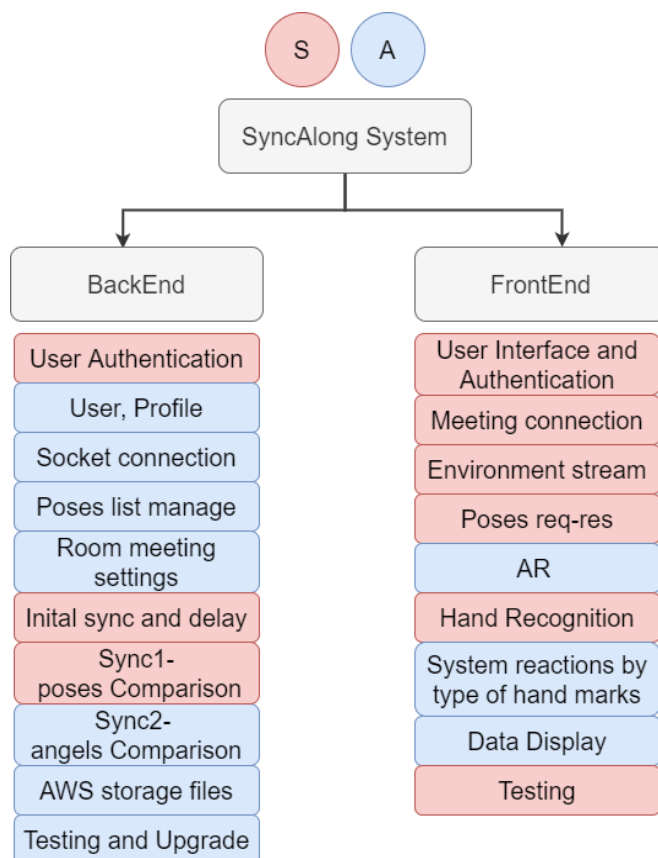 S
A
SyncAlong System
BackEnd
User Authentication
User, Profile
Socket connection
Poses list manage
Room meeting
settings
Inital sync and delay
Sync1-
poses Comparison
Sync2-
angels Comparison
AWS storage files
Testing and Upgrade
FrontEnd
User Interface and
Authentication
Meeting connection
Environment stream
Poses req-res
AR
Hand Recognition
System reactions by
type of hand marks
Data Display
Testing